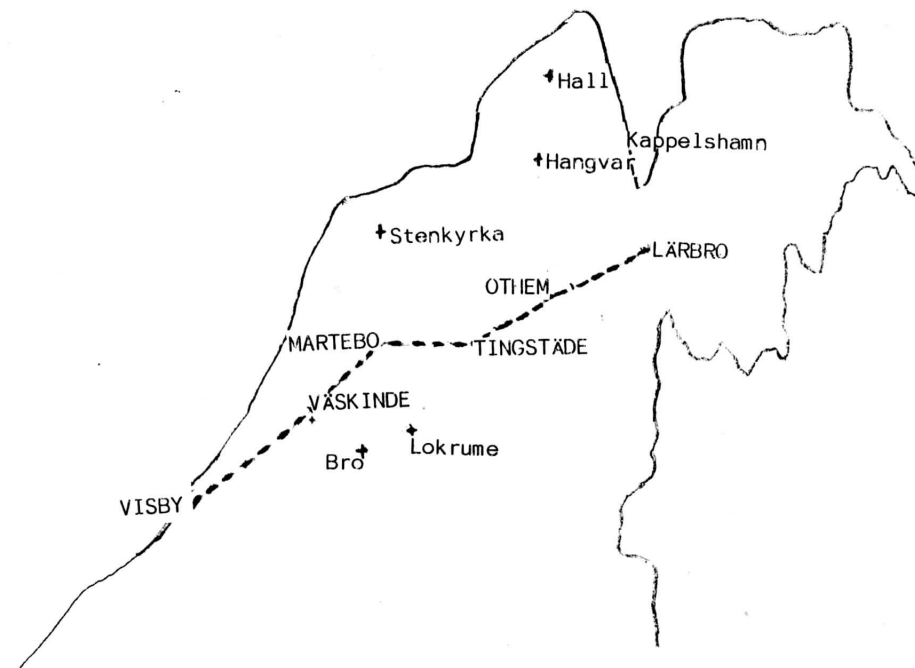 Hall
Kappelshamn
Hangvar
Stenkyrka
LÄRBRO
OTHEM
MARTEBO
TINGSTÄDE
VÄSKINDE
Lokrume
Bro
VISBY